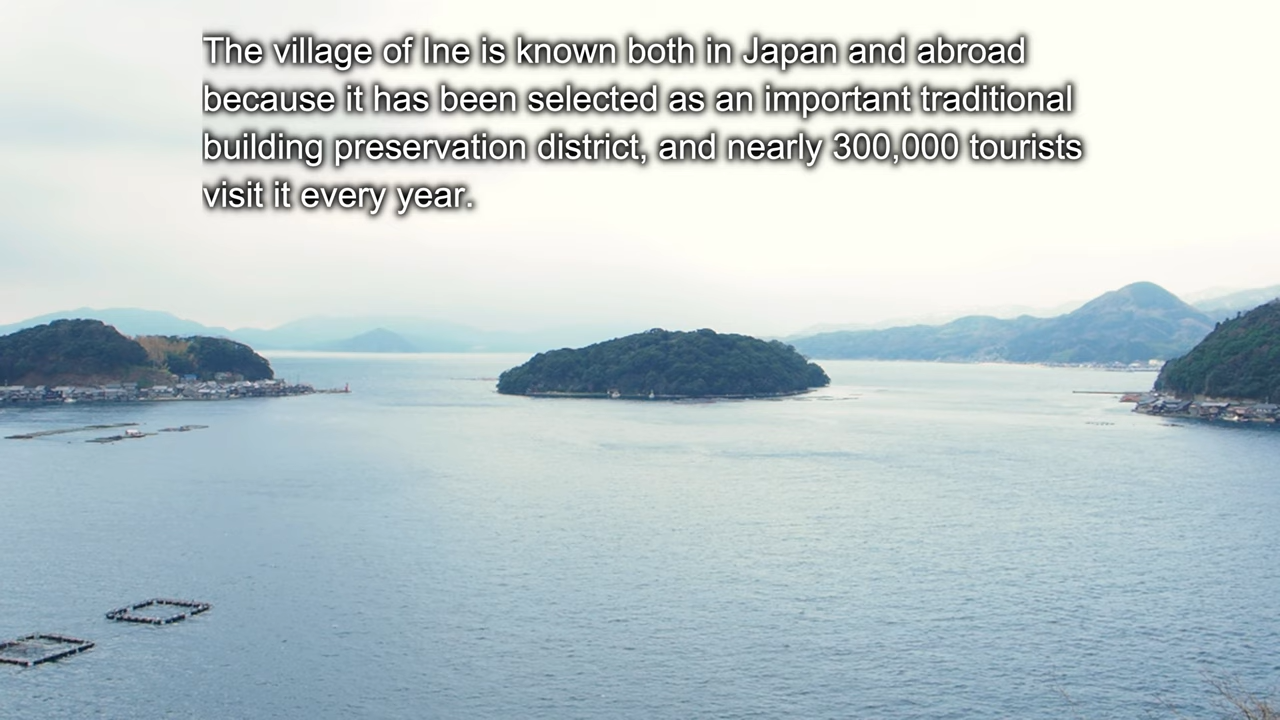 The village of Ine is known both in Japan and abroad
because it has been selected as an important traditional
building preservation district, and nearly 300,000 tourists
visit it every year.